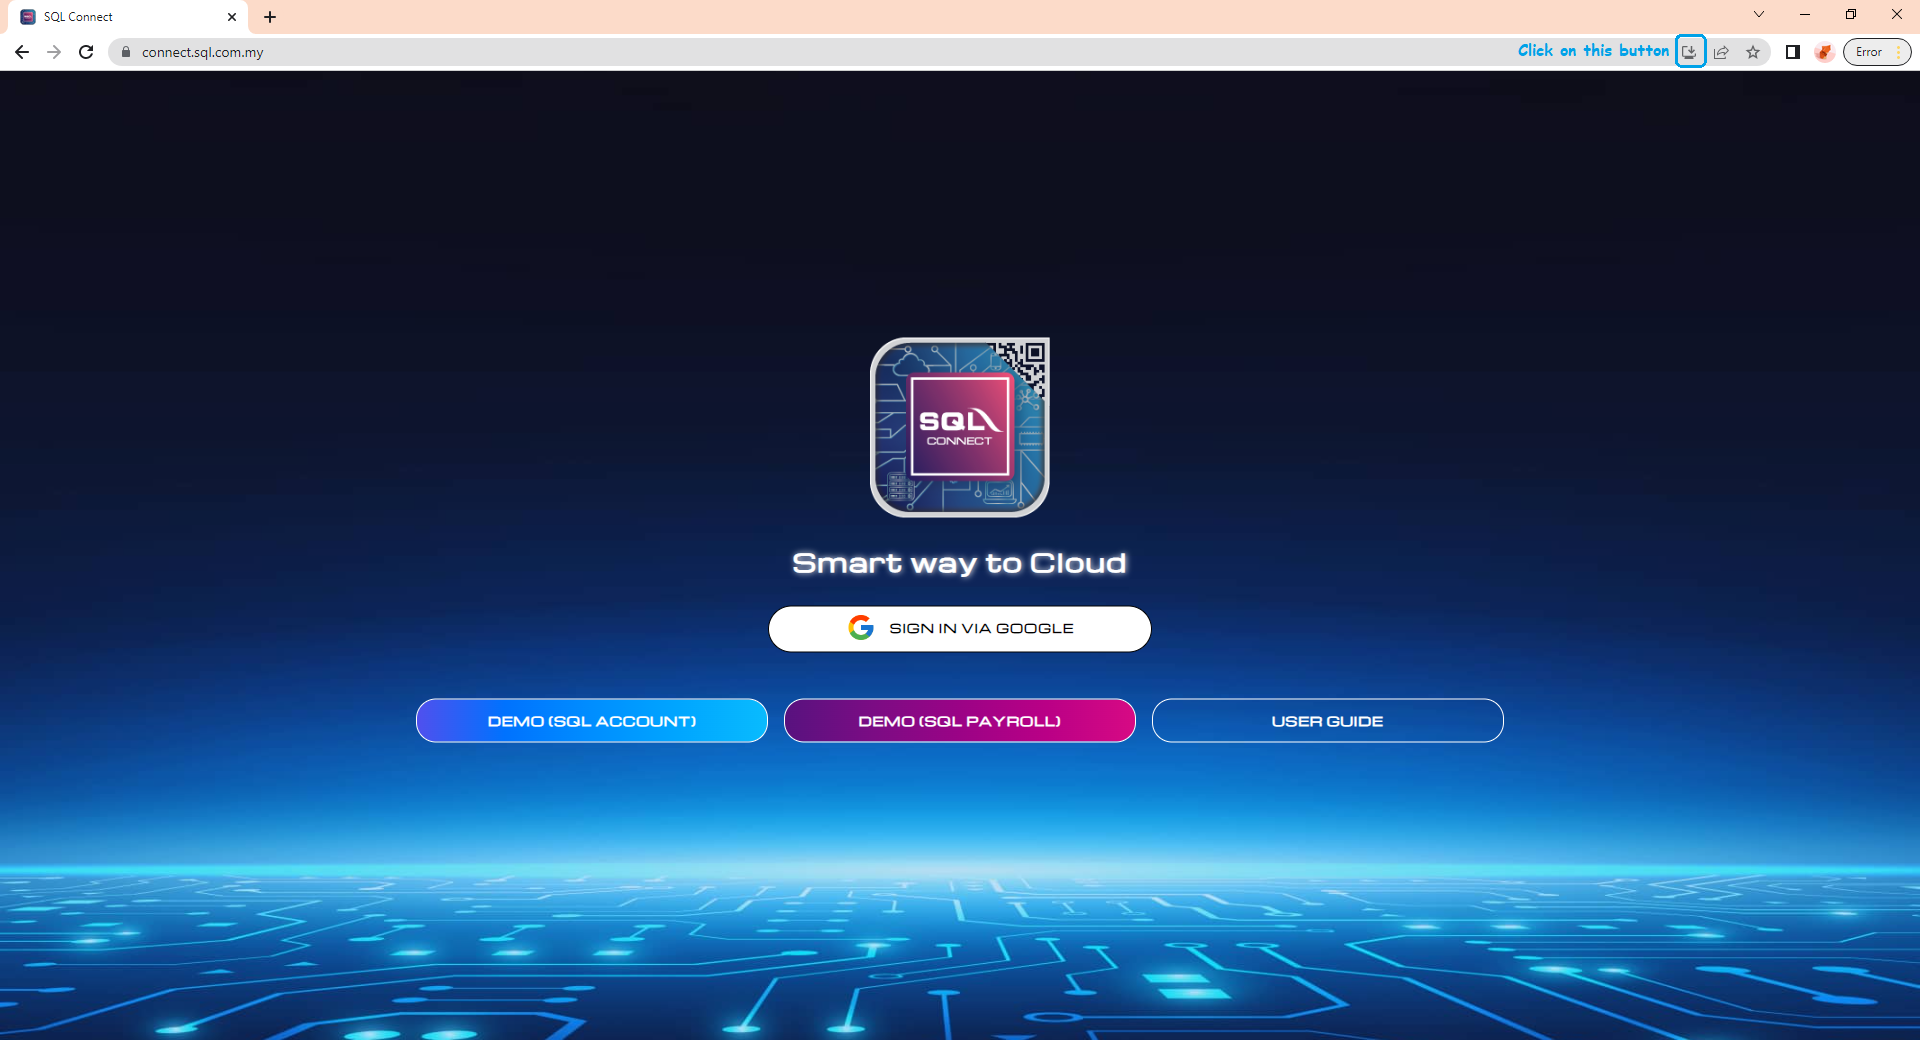 SQL Connect
connect.sql.com.my
Click on this button
Error
SQL
CONNECT
Smart way to Cloud
SIGN IN VIA GOOGLE
DEMO (SQL ACCOUNT)
DEMO (SQL PAYROLL)
USER GUIDE